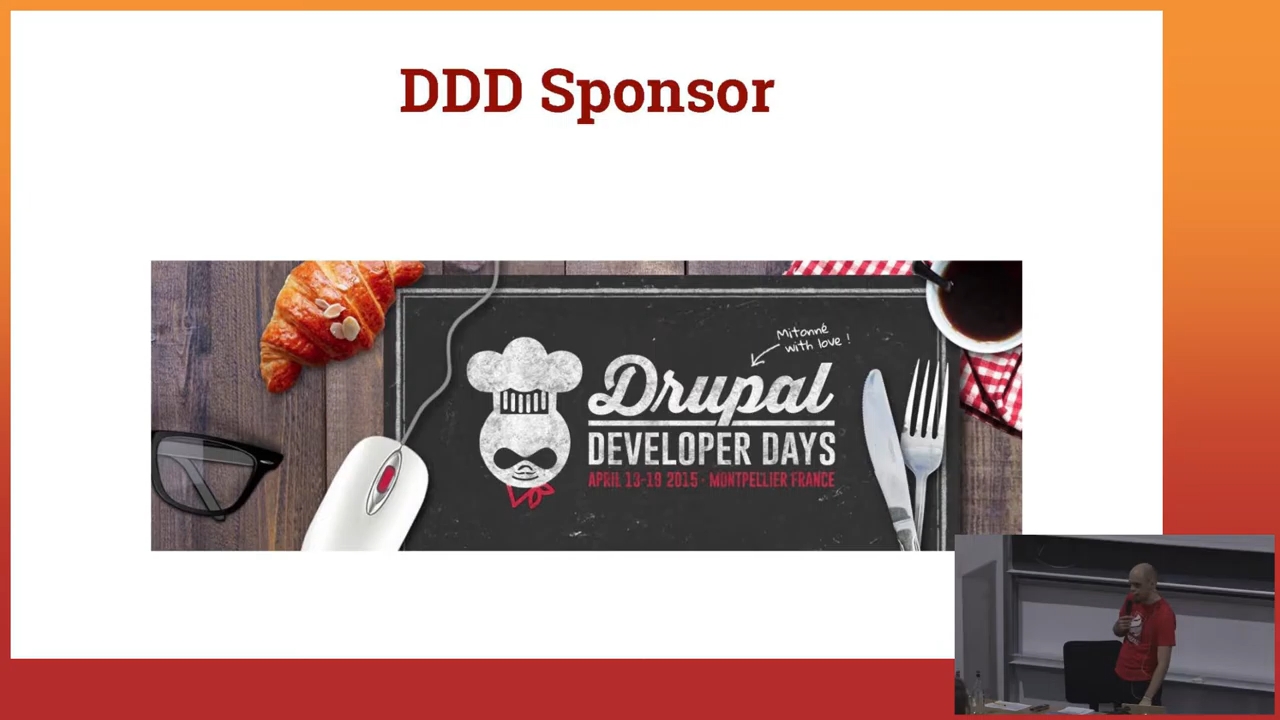 DDD Sponsor
Mitonné
with love !
Drupal
DEVELOPER DAYS
APRIL 13-19 2015 · MONTPELLIER FRANCE